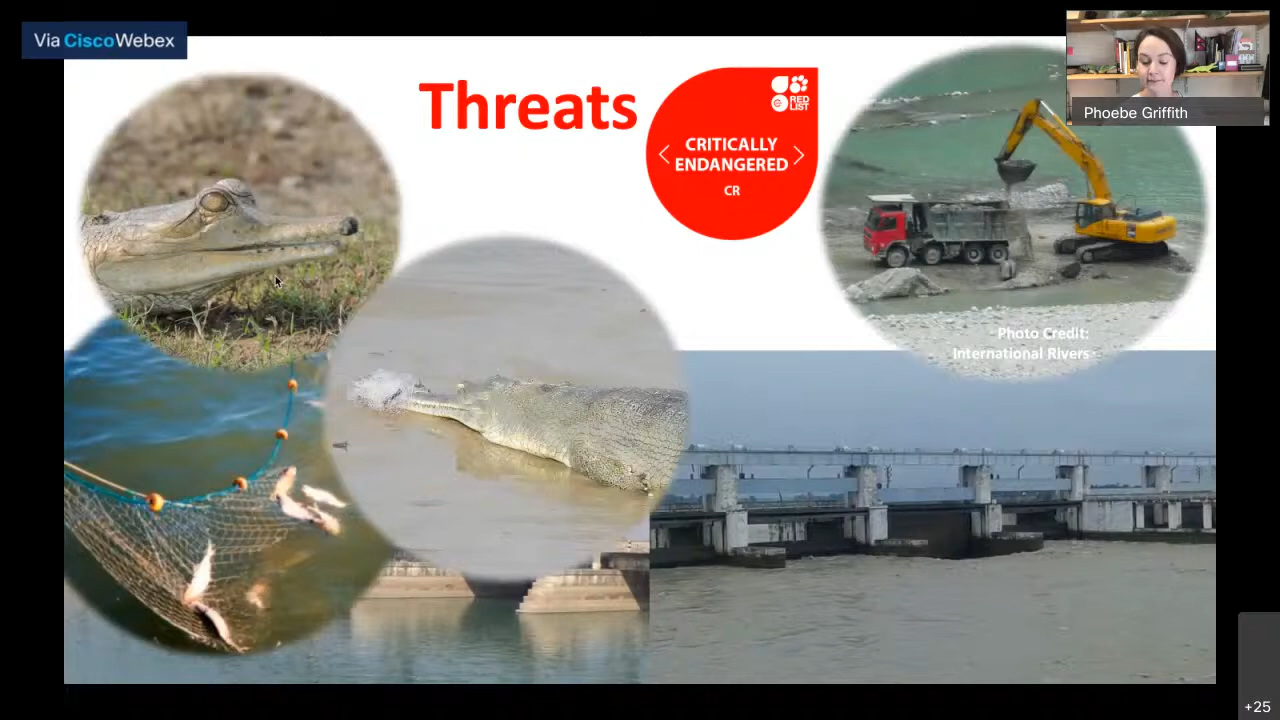 Via CiscoWebex
Threats
RED
LIST
CRITICALLY
ENDANGERED
CR
Phoebe Griffith
Photo Credit:
International Rivers
+25